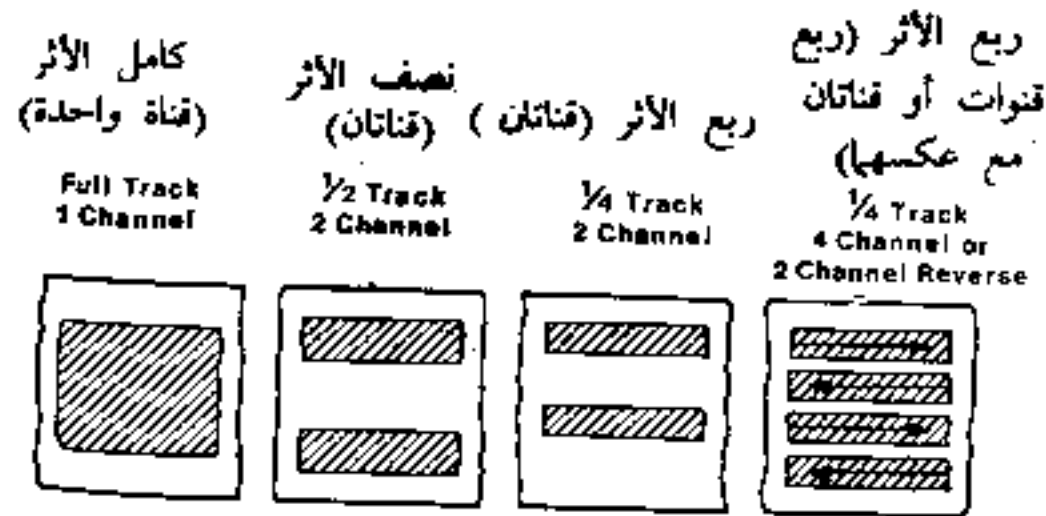 كامل الأثر
(قناة واحدة)
Full Track
1 Channel
نصف الأثر
(قناتان)
1/2 Track
2 Channel
ربع الأثر (قناتان)
1/4 Track
2 Channel
ربع الأثر (ربع
قنوات أو قناتان
مع عكسها)
1/4 Track
4 Channel or
2 Channel Reverse